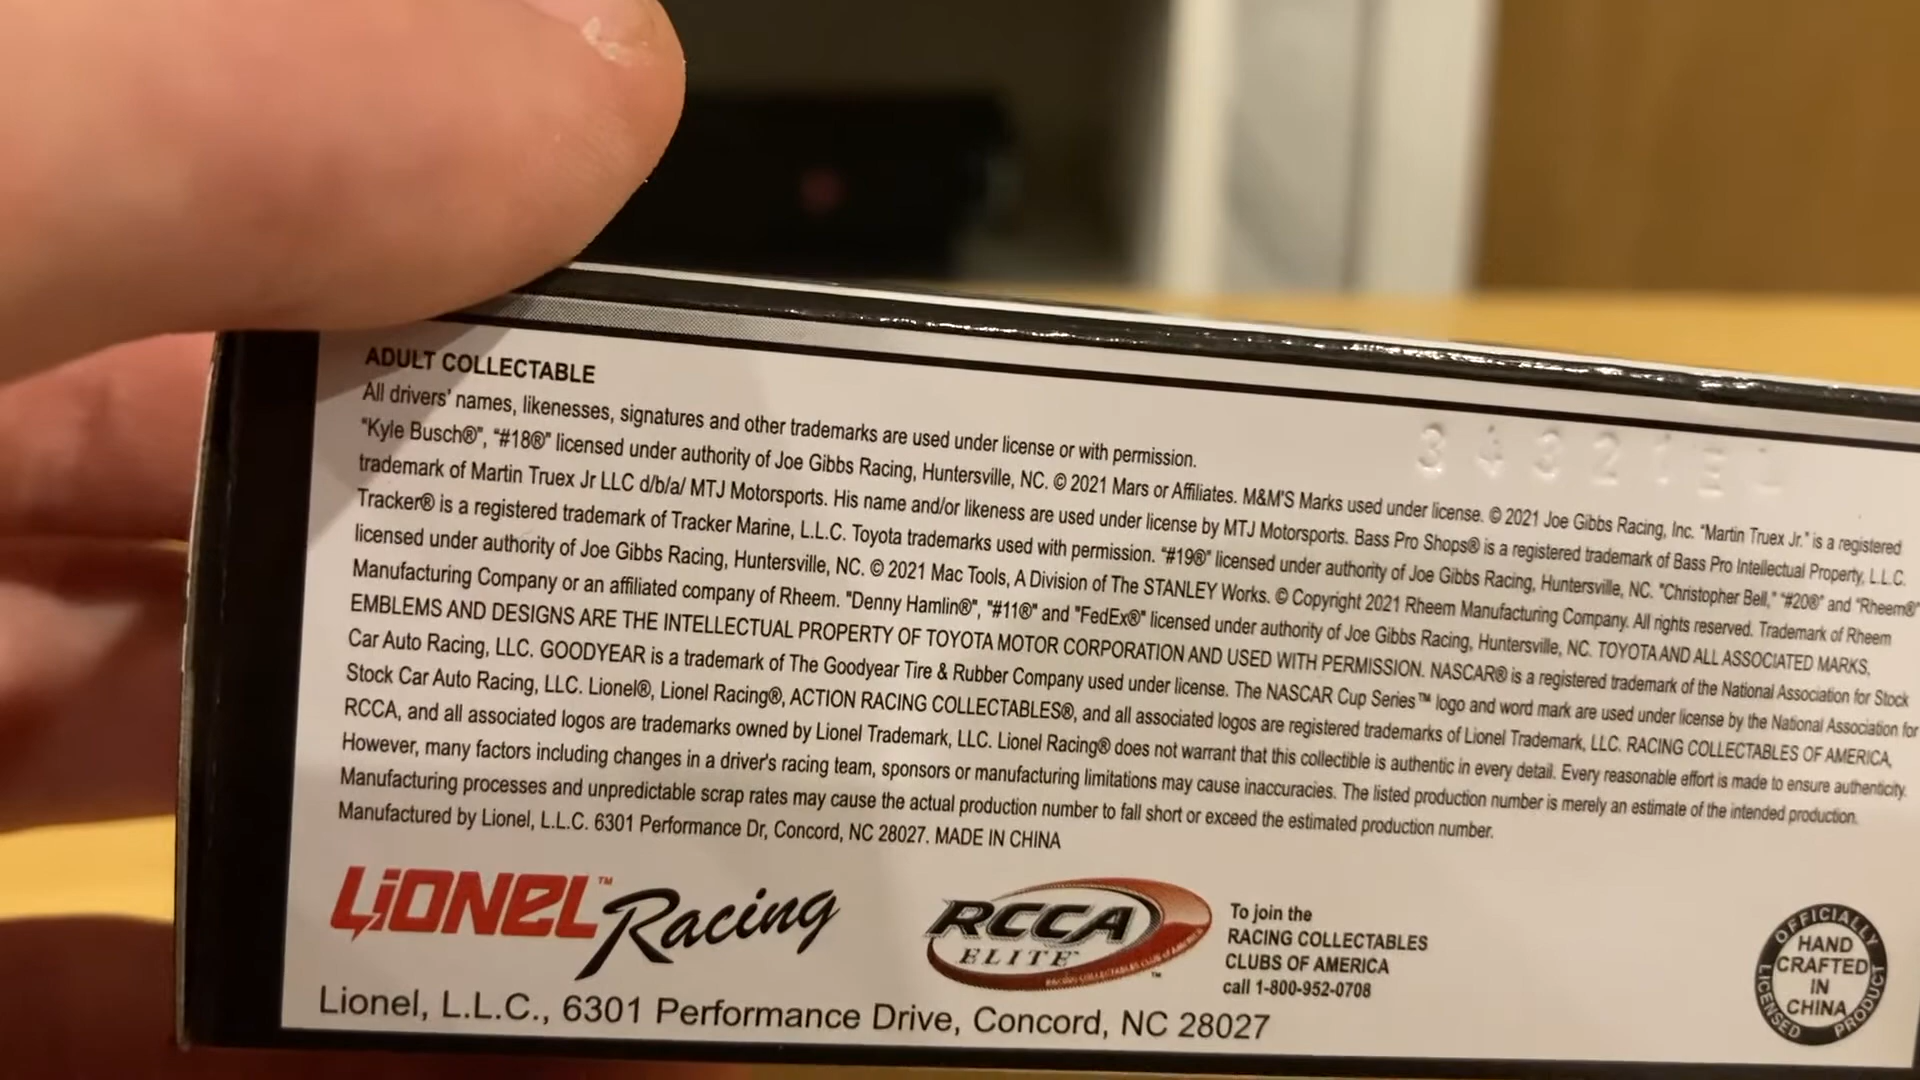 ADULT COLLECTABLE
All drivers' names, likenesses, signatures and other trademarks are used under license or with permission.
"Kyle Busch®", "#18®" licensed under authority of Joe Gibbs Racing, Huntersville, NC. © 2021 Mars or Affiliates. M&M'S Marks used under license. © 2021 Joe Gibbs Racing, Inc. "Martin Truex Jr." is a registered
trademark of Martin Truex Jr LLC d/b/a/ MTJ Motorsports. His name and/or likeness are used under license by MTJ Motorsports. Bass Pro Shops® is a registered trademark of Bass Pro Intellectual Property, L.L.C.
Tracker® is a registered trademark of Tracker Marine, L.L.C. Toyota trademarks used with permission. "#19®" licensed under authority of Joe Gibbs Racing, Huntersville, NC. "Christopher Bell," "#20®" and "Rheem®"
licensed under authority of Joe Gibbs Racing, Huntersville, NC. © 2021 Mac Tools, A Division of The STANLEY Works. © Copyright 2021 Rheem Manufacturing Company. All rights reserved. Trademark of Rheem
Manufacturing Company or an affiliated company of Rheem. "Denny Hamlin®", "#11®" and "FedEx®" licensed under authority of Joe Gibbs Racing, Huntersville, NC. TOYOTA AND ALL ASSOCIATED MARKS,
EMBLEMS AND DESIGNS ARE THE INTELLECTUAL PROPERTY OF TOYOTA MOTOR CORPORATION AND USED WITH PERMISSION. NASCAR® is a registered trademark of the National Association for Stock
Car Auto Racing, LLC. GOODYEAR is a trademark of The Goodyear Tire & Rubber Company used under license. The NASCAR Cup Series™ logo and word mark are used under license by the National Association for
Stock Car Auto Racing, LLC. Lionel®, Lionel Racing®, ACTION RACING COLLECTABLES®, and all associated logos are registered trademarks of Lionel Trademark, LLC. RACING COLLECTABLES OF AMERICA,
RCCA, and all associated logos are trademarks owned by Lionel Trademark, LLC. Lionel Racing® does not warrant that this collectible is authentic in every detail. Every reasonable effort is made to ensure authenticity.
However, many factors including changes in a driver's racing team, sponsors or manufacturing limitations may cause inaccuracies. The listed production number is merely an estimate of the intended production.
Manufacturing processes and unpredictable scrap rates may cause the actual production number to fall short or exceed the estimated production number.
Manufactured by Lionel, L.L.C. 6301 Performance Dr, Concord, NC 28027. MADE IN CHINA
LIONEL™ Racing
RCCA
ELITE™
RACING COLLECTABLES CLUB of AMERICA
To join the
RACING COLLECTABLES
CLUBS OF AMERICA
call 1-800-952-0708
OFFICIALLY LICENSED PRODUCT
HAND
CRAFTED
IN
CHINA
Lionel, L.L.C., 6301 Performance Drive, Concord, NC 28027